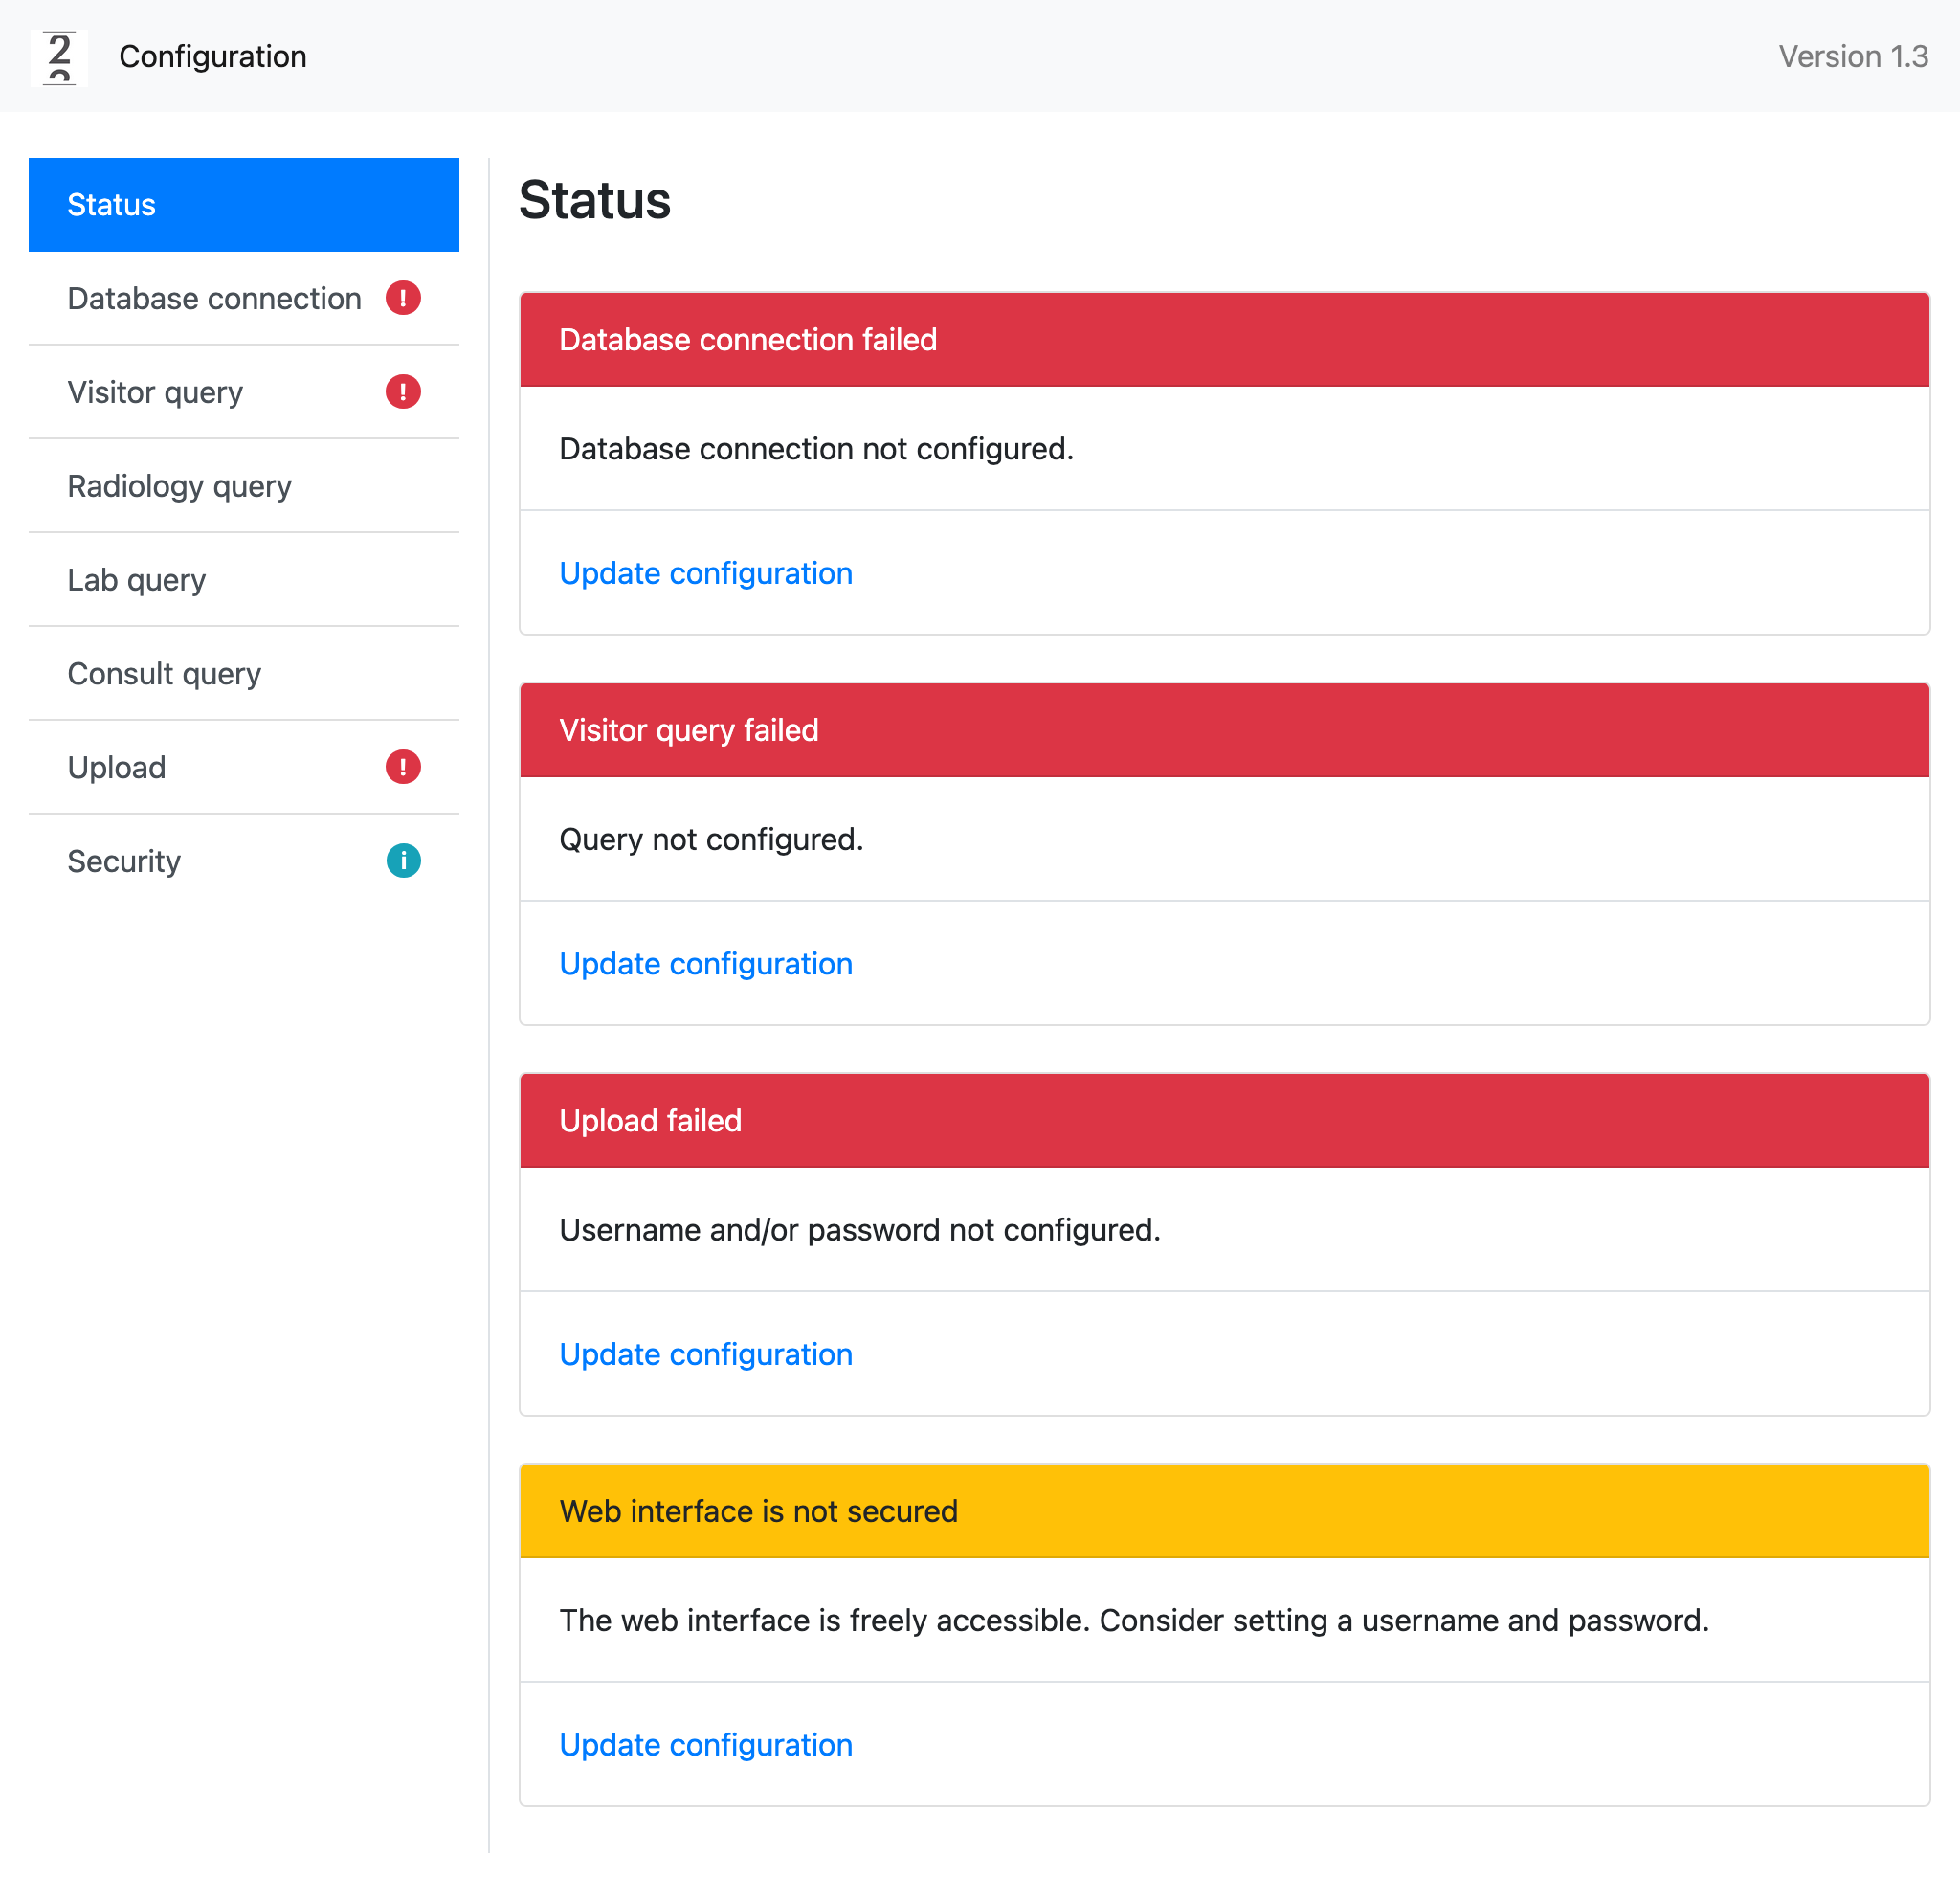 2
Configuration
Version 1.3
Status
Database connection
Visitor query
Radiology query
Lab query
Consult query
Upload
Security
Status
Database connection failed
Database connection not configured.
Update configuration
Visitor query failed
Query not configured.
Update configuration
Upload failed
Username and/or password not configured.
Update configuration
Web interface is not secured
The web interface is freely accessible. Consider setting a username and password.
Update configuration